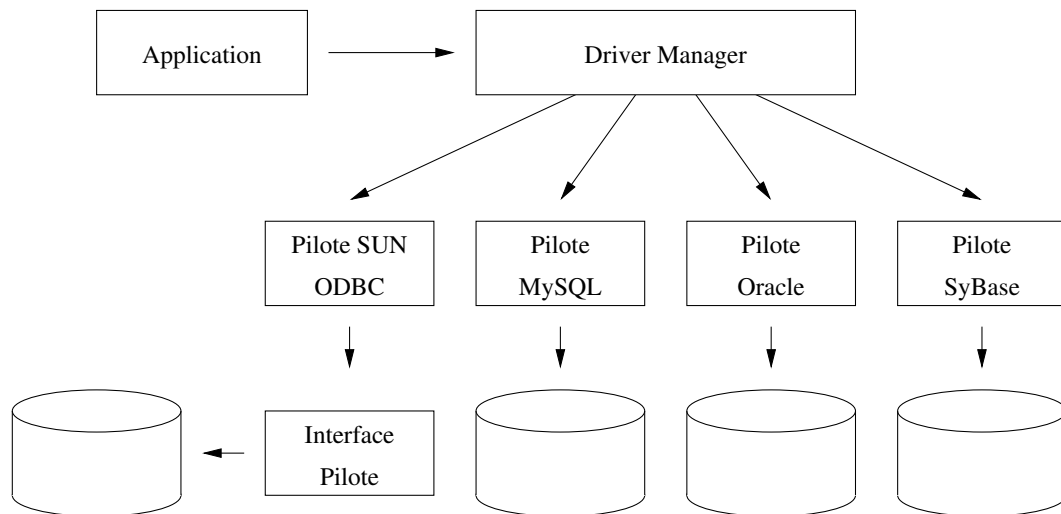 Application
Driver Manager
Pilote SUN
ODBC
Pilote
MySQL
Pilote
Oracle
Pilote
SyBase
Interface
Pilote